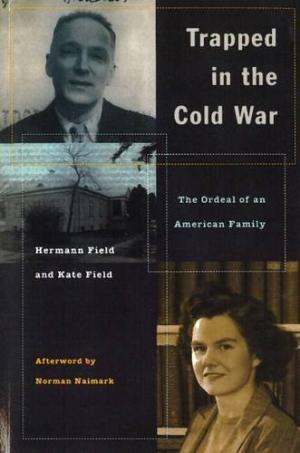 Trapped
in the
Cold War
The Ordeal of an
American Family
Hermann Field
and Kate Field
Afterword by
Norman Naimark